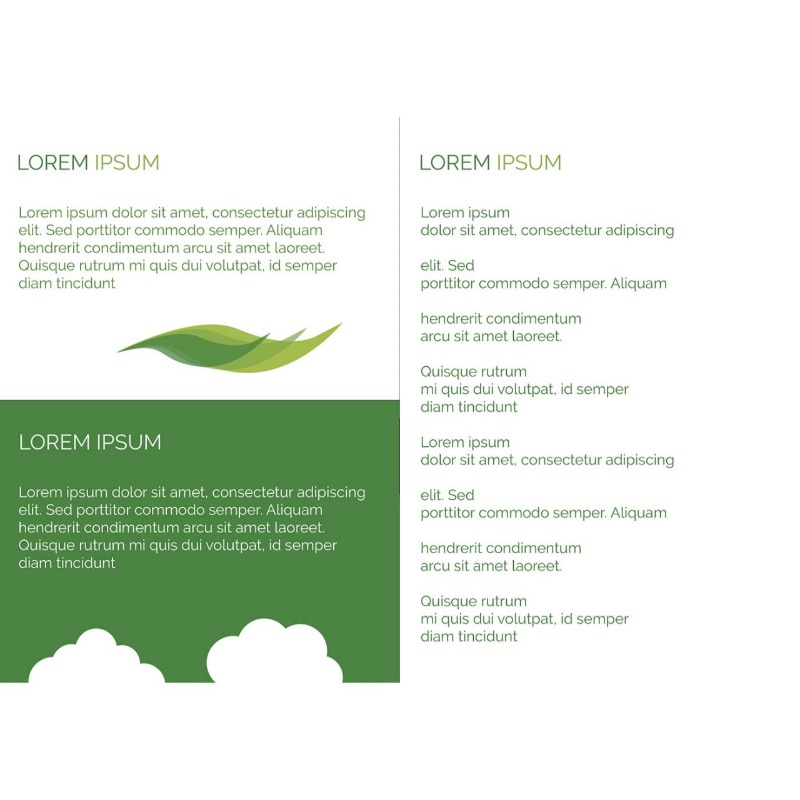 LOREM IPSUM
Lorem ipsum dolor sit amet, consectetur adipiscing
elit. Sed porttitor commodo semper. Aliquam
hendrerit condimentum arcu sit amet laoreet.
Quisque rutrum mi quis dui volutpat, id semper
diam tincidunt
LOREM IPSUM
Lorem ipsum dolor sit amet, consectetur adipiscing
elit. Sed porttitor commodo semper. Aliquam
hendrerit condimentum arcu sit amet laoreet.
Quisque rutrum mi quis dui volutpat, id semper
diam tincidunt
LOREM IPSUM
Lorem ipsum
dolor sit amet, consectetur adipiscing
elit. Sed
porttitor commodo semper. Aliquam
hendrerit condimentum
arcu sit amet laoreet.
Quisque rutrum
mi quis dui volutpat, id semper
diam tincidunt
Lorem ipsum
dolor sit amet, consectetur adipiscing
elit. Sed
porttitor commodo semper. Aliquam
hendrerit condimentum
arcu sit amet laoreet.
Quisque rutrum
mi quis dui volutpat, id semper
diam tincidunt